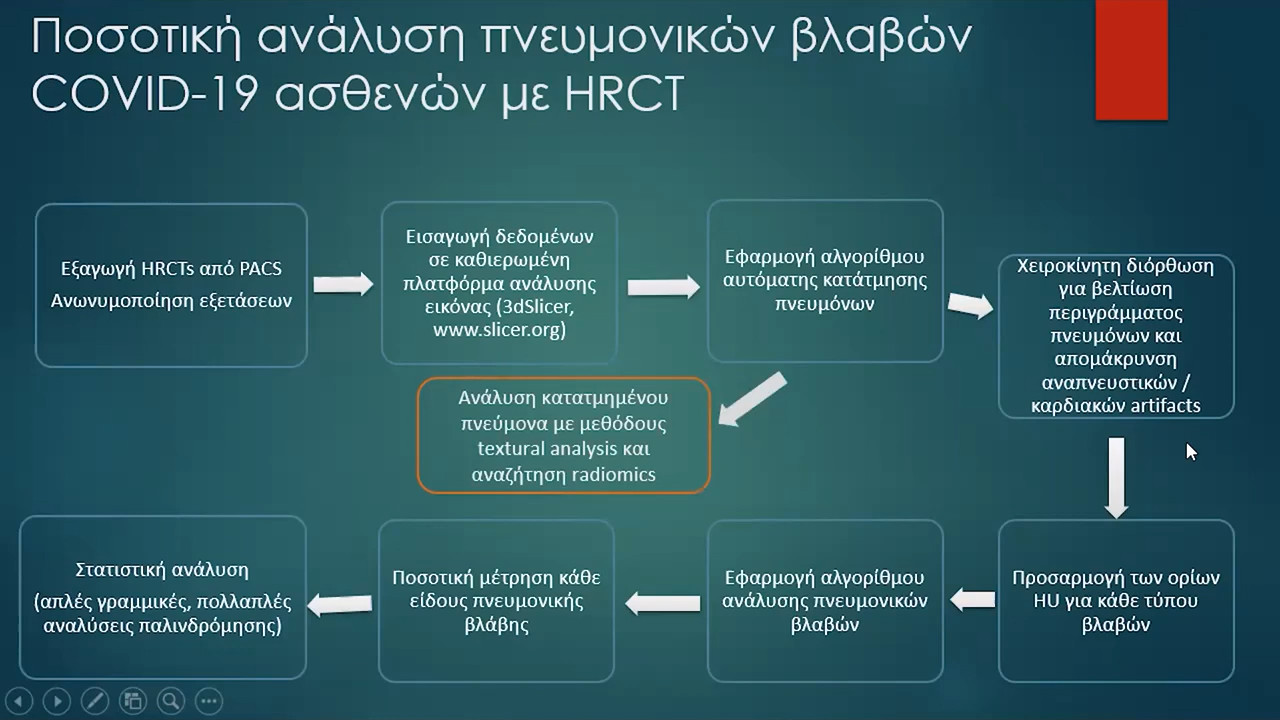 Ποσοτική ανάλυση πνευμονικών βλαβών
COVID-19 ασθενών με HRCT
Εξαγωγή HRCTs από PACS
Ανωνυμοποίηση εξετάσεων
Εισαγωγή δεδομένων
σε καθιερωμένη
πλατφόρμα ανάλυσης
εικόνας (3dSlicer,
www.slicer.org)
Εφαρμογή αλγορίθμου
αυτόματης κατάτμησης
πνευμόνων
Χειροκίνητη διόρθωση
για βελτίωση
περιγράμματος
πνευμόνων και
απομάκρυνση
αναπνευστικών /
καρδιακών artifacts
Ανάλυση κατατμημένου
πνεύμονα με μεθόδους
textural analysis και
αναζήτηση radiomics
Στατιστική ανάλυση
(απλές γραμμικές, πολλαπλές
αναλύσεις παλινδρόμησης)
Ποσοτική μέτρηση κάθε
είδους πνευμονικής
βλάβης
Εφαρμογή αλγορίθμου
ανάλυσης πνευμονικών
βλαβών
Προσαρμογή των ορίων
HU για κάθε τύπου
βλαβών